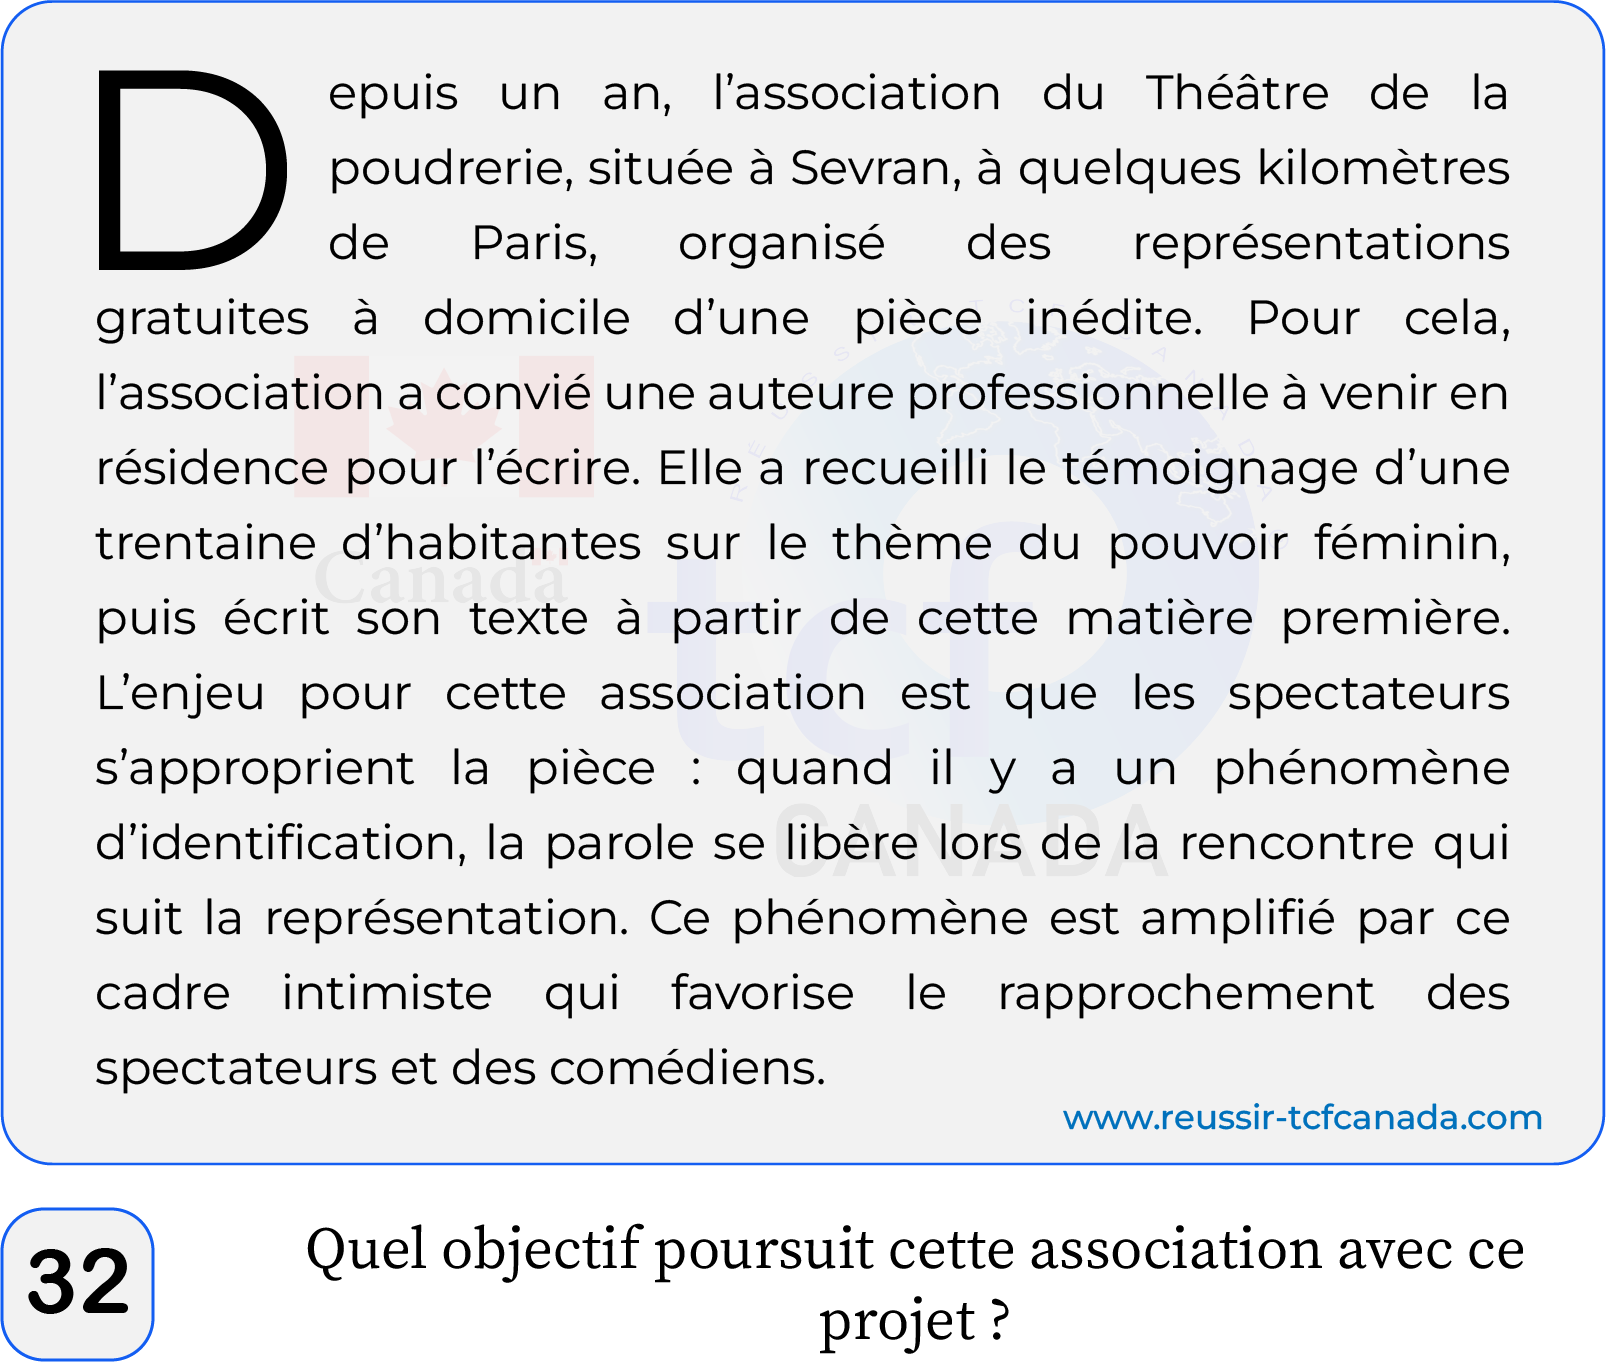 Depuis un an, l’association du Théâtre de la
poudrerie, située à Sevran, à quelques kilomètres
de Paris, organisé des représentations
gratuites à domicile d’une pièce inédite. Pour cela,
l’association a convié une auteure professionnelle à venir en
résidence pour l’écrire. Elle a recueilli le témoignage d’une
trentaine d’habitantes sur le thème du pouvoir féminin,
puis écrit son texte à partir de cette matière première.
L’enjeu pour cette association est que les spectateurs
s’approprient la pièce : quand il y a un phénomène
d’identification, la parole se libère lors de la rencontre qui
suit la représentation. Ce phénomène est amplifié par ce
cadre intimiste qui favorise le rapprochement des
spectateurs et des comédiens.
www.reussir-tcfcanada.com
RÉUSSIR TCF CANADA
Canada
tcf
CANADA
32
Quel objectif poursuit cette association avec ce
projet ?